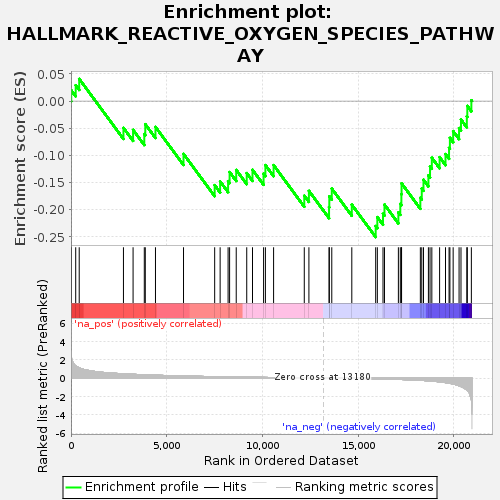 Enrichment plot:
HALLMARK_REACTIVE_OXYGEN_SPECIES_PATHW
AY
Enrichment score (ES)
0.05
0.00
-0.05
-0.10
-0.15
-0.20
-0.25
'na_pos' (positively correlated)
Ranked list metric (PreRanked)
6
4
2
0
-2
-4
-6
Zero cross at 13180
'na_neg' (negatively correlated)
0
5,000
10,000
15,000
20,000
Rank in Ordered Dataset
Enrichment profile
Hits
Ranking metric scores